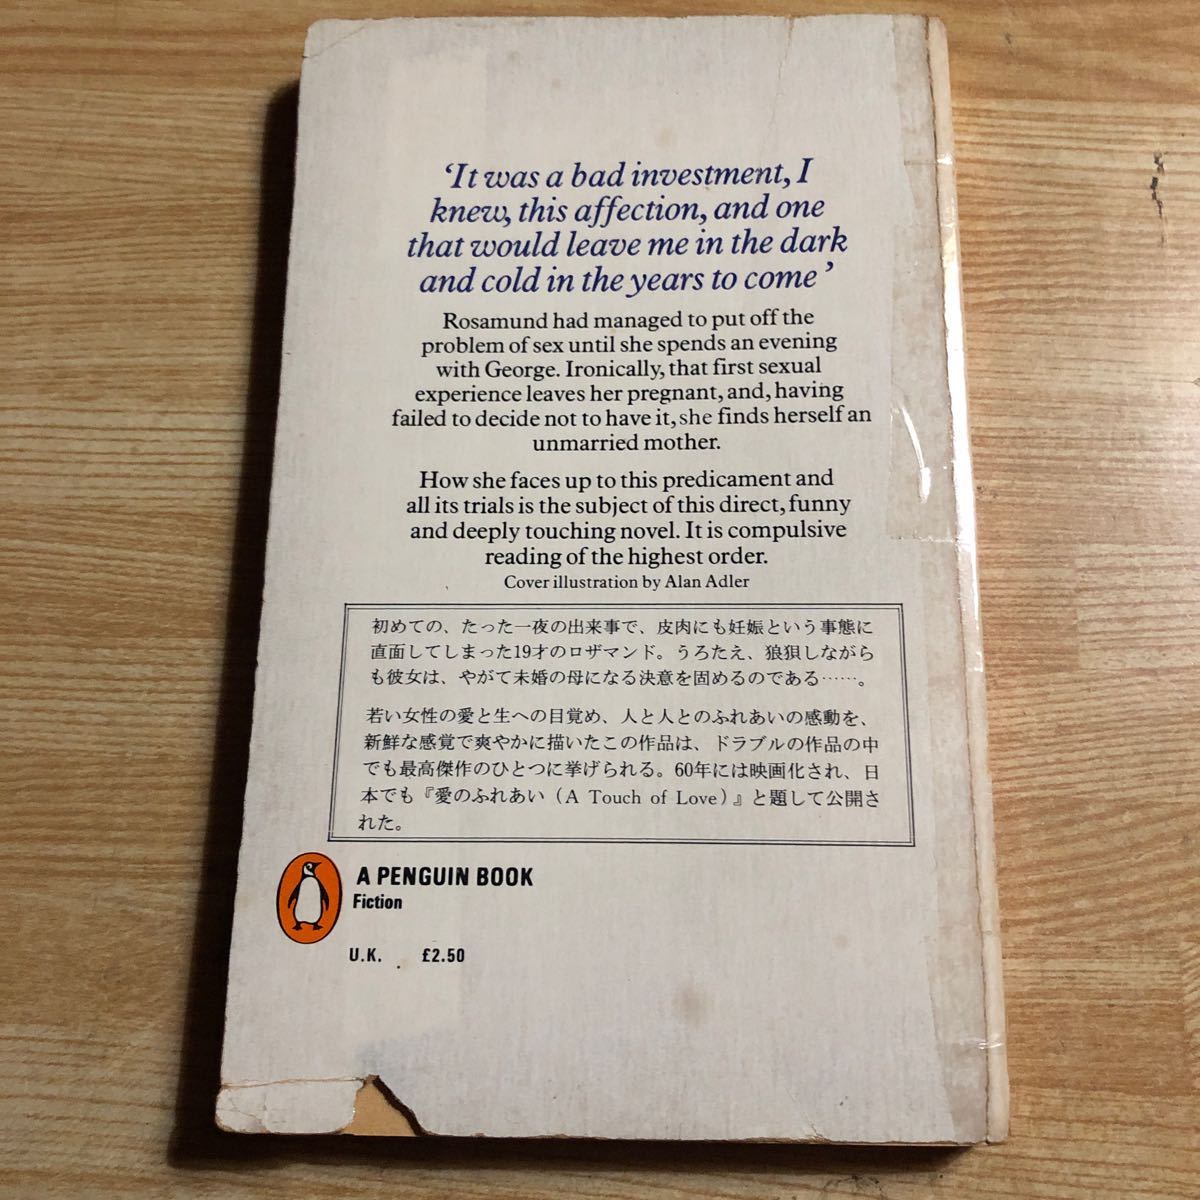 ‘It was a bad investment, I
knew, this affection, and one
that would leave me in the dark
and cold in the years to come’
Rosamund had managed to put off the
problem of sex until she spends an evening
with George. Ironically, that first sexual
experience leaves her pregnant, and, having
failed to decide not to have it, she finds herself an
unmarried mother.
How she faces up to this predicament and
all its trials is the subject of this direct, funny
and deeply touching novel. It is compulsive
reading of the highest order.
Cover illustration by Alan Adler
初めての、たった一夜の出来事で、皮肉にも妊娠という事態に
直面してしまった19才のロザマンド。うろたえ、狼狽しながら
も彼女は、やがて未婚の母になる決意を固めるのである……。
若い女性の愛と生への目覚め、人と人とのふれあいの感動を、
新鮮な感覚で爽やかに描いたこの作品は、ドラブルの作品の中
でも最高傑作のひとつに挙げられる。60年には映画化され、日
本でも『愛のふれあい（A Touch of Love）』と題して公開さ
れた。
A PENGUIN BOOK
Fiction
U.K. £2.50